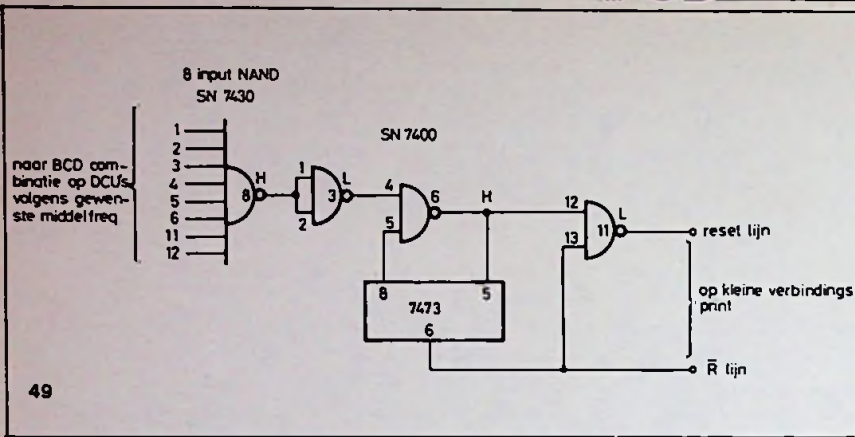 8 input NAND
SN 7430
SN 7400
naar BCD com-
binatie op DCU's
volgens gewen-
ste middelfreq
1
2
3
4
5
6
11
12
8
H
1
2
3
L
4
5
6
H
12
13
11
L
reset lijn
op kleine verbindings
print
8
5
7473
6
R̅ lijn
49